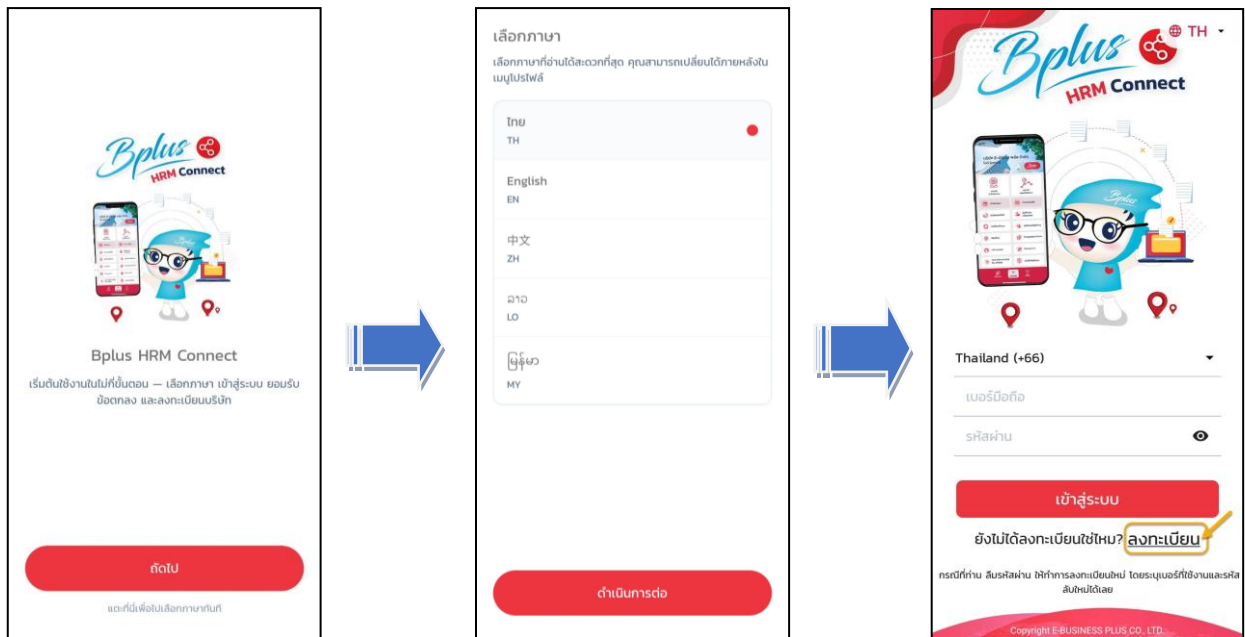 Bplus
HRM Connect
Bplus HRM Connect
เริ่มต้นใช้งานในไม่กี่ขั้นตอน — เลือกภาษา เข้าสู่ระบบ ยอมรับ
ข้อตกลง และลงทะเบียนบริษัท
ถัดไป
แตะที่นี่เพื่อไปเลือกภาษาทันที
เลือกภาษา
เลือกภาษาที่อ่านได้สะดวกที่สุด คุณสามารถเปลี่ยนได้ภายหลังใน
เมนูโปรไฟล์
ไทย
TH
English
EN
中文
ZH
ລາວ
LO
မြန်မာ
MY
ดำเนินการต่อ
TH
Bplus
HRM Connect
Bplus
Thailand (+66)
เบอร์มือถือ
รหัสผ่าน
เข้าสู่ระบบ
ยังไม่ได้ลงทะเบียนใช่ไหม? ลงทะเบียน
กรณีที่ท่าน ลืมรหัสผ่าน ให้ทำการลงทะเบียนใหม่ โดยระบุเบอร์ที่ใช้งานและรหัส
ลับใหม่ได้เลย
Copyright E-BUSINESS PLUS CO., LTD.